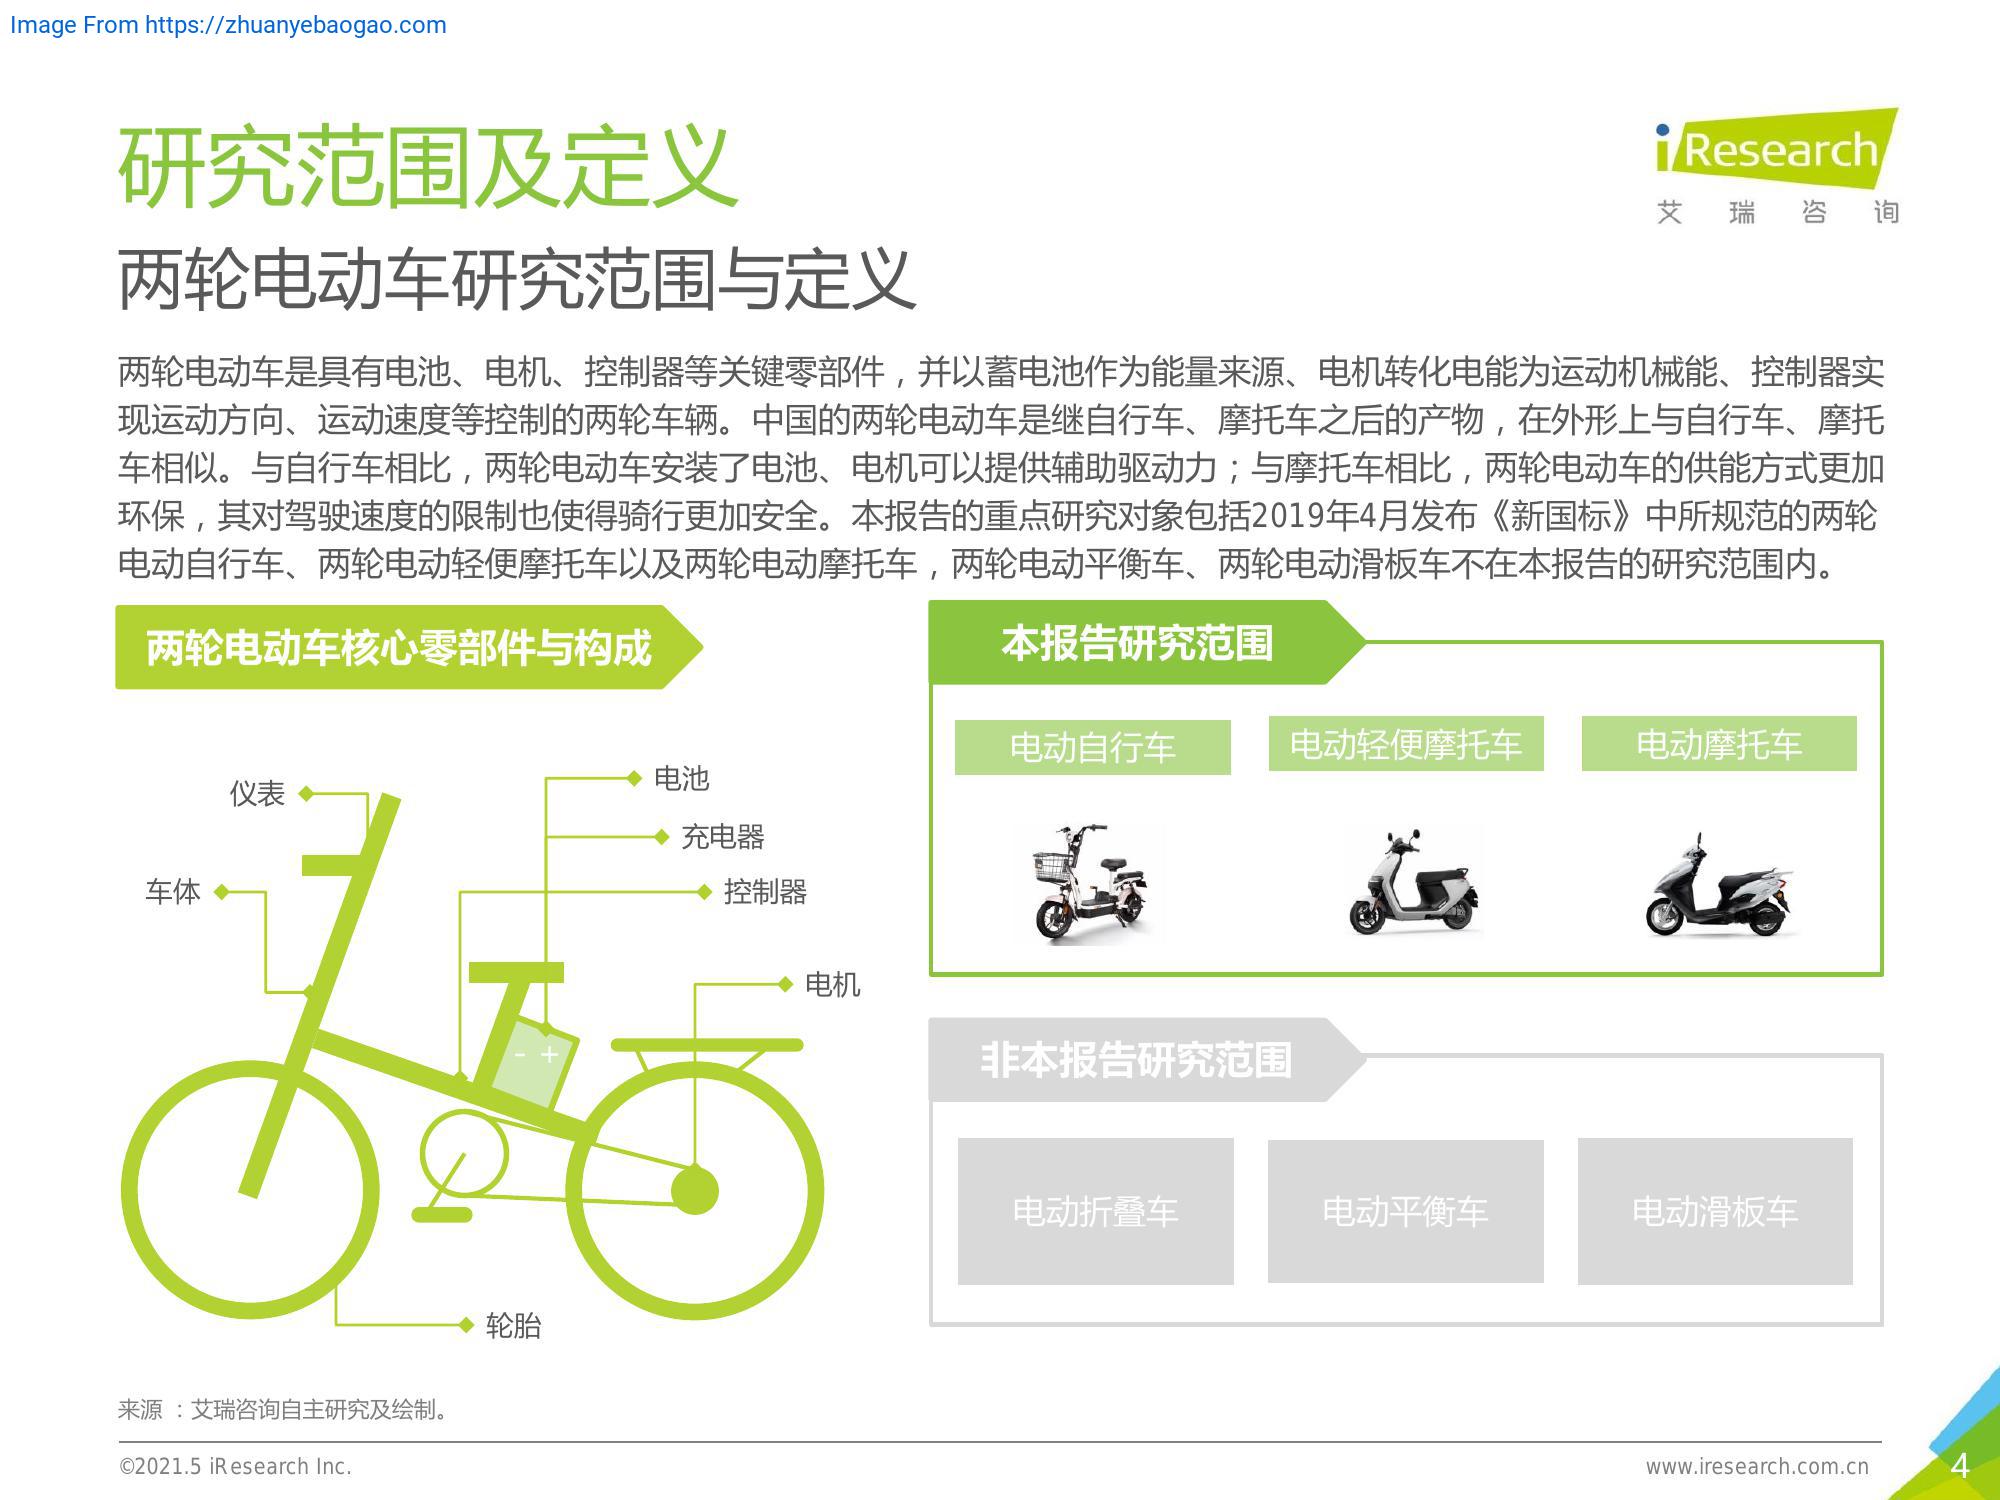 Image From https://zhuanyebaogao.com
研究范围及定义
iResearch
艾瑞咨询
两轮电动车研究范围与定义
两轮电动车是具有电池、电机、控制器等关键零部件，并以蓄电池作为能量来源、电机转化电能为运动机械能、控制器实
现运动方向、运动速度等控制的两轮车辆。中国的两轮电动车是继自行车、摩托车之后的产物，在外形上与自行车、摩托
车相似。与自行车相比，两轮电动车安装了电池、电机可以提供辅助驱动力；与摩托车相比，两轮电动车的供能方式更加
环保，其对驾驶速度的限制也使得骑行更加安全。本报告的重点研究对象包括2019年4月发布《新国标》中所规范的两轮
电动自行车、两轮电动轻便摩托车以及两轮电动摩托车，两轮电动平衡车、两轮电动滑板车不在本报告的研究范围内。
两轮电动车核心零部件与构成
仪表
车体
电池
充电器
控制器
电机
- +
轮胎
本报告研究范围
电动自行车
电动轻便摩托车
电动摩托车
非本报告研究范围
电动折叠车
电动平衡车
电动滑板车
来源：艾瑞咨询自主研究及绘制。
©2021.5 iResearch Inc.
www.iresearch.com.cn
4